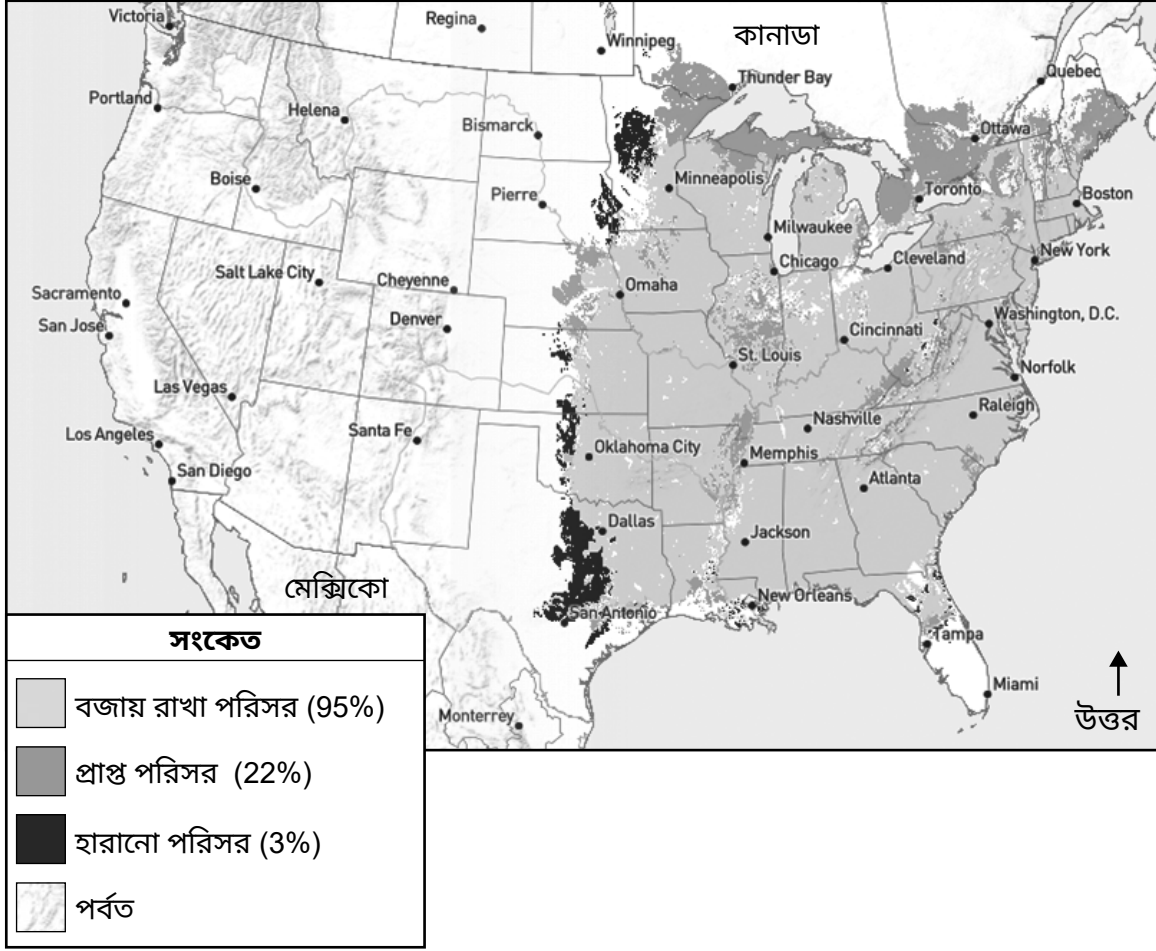 Victoria
Regina
Winnipeg
কানাডা
Thunder Bay
Quebec
Portland
Helena
Bismarck
Ottawa
Boise
Pierre
Minneapolis
Toronto
Boston
Milwaukee
Salt Lake City
Cheyenne
Omaha
Chicago
Cleveland
New York
Sacramento
San Jose
Denver
Cincinnati
Washington, D.C.
St. Louis
Las Vegas
Norfolk
Los Angeles
Santa Fe
Oklahoma City
Nashville
Raleigh
San Diego
Memphis
Atlanta
Dallas
Jackson
মেক্সিকো
San Antonio
New Orleans
Tampa
Miami
Monterrey
উত্তর
সংকেত
বজায় রাখা পরিসর (95%)
প্রাপ্ত পরিসর (22%)
হারানো পরিসর (3%)
পর্বত